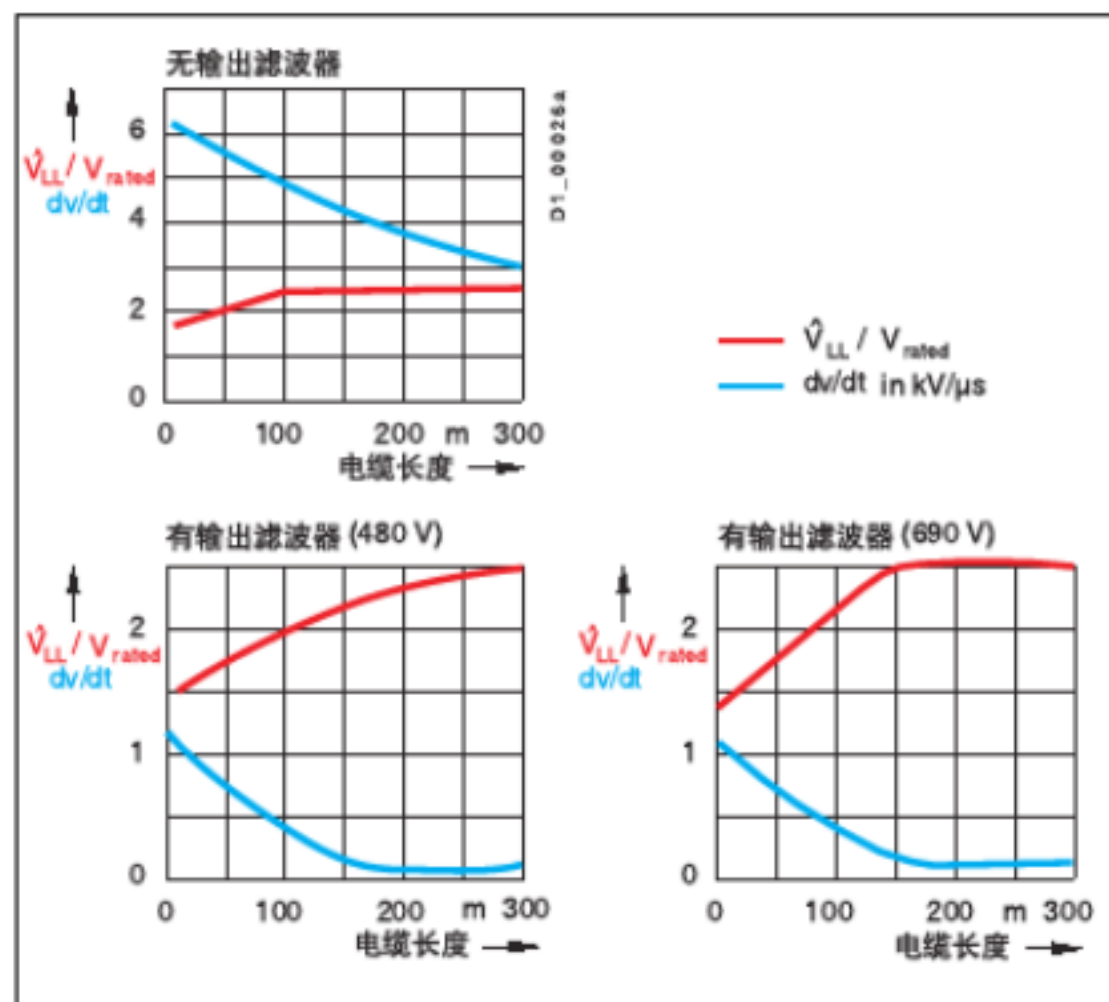 无输出滤波器
6
V̂LL / Vrated
dv/dt
4
2
0
0 100 200 m 300
电缆长度
D1_000026a
V̂LL / Vrated
dv/dt in kV/µs
有输出滤波器 (480 V)
2
V̂LL / Vrated
dv/dt
1
0
0 100 200 m 300
电缆长度
有输出滤波器 (690 V)
2
V̂LL / Vrated
dv/dt
1
0
0 100 200 m 300
电缆长度